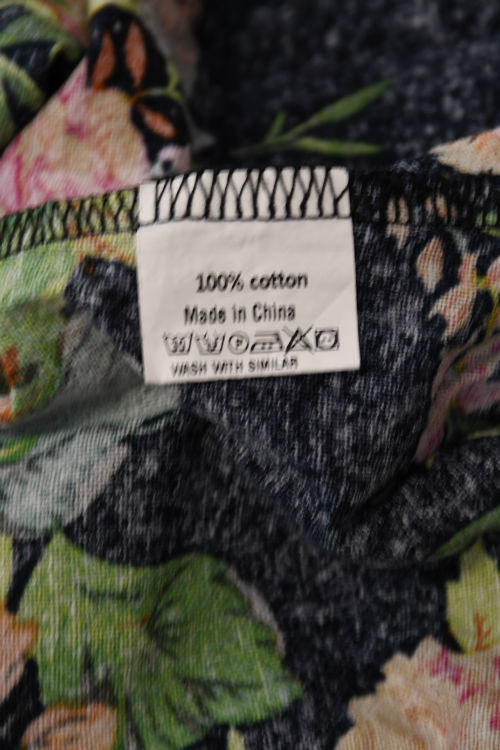 100% cotton
Made in China
WASH WITH SIMILAR